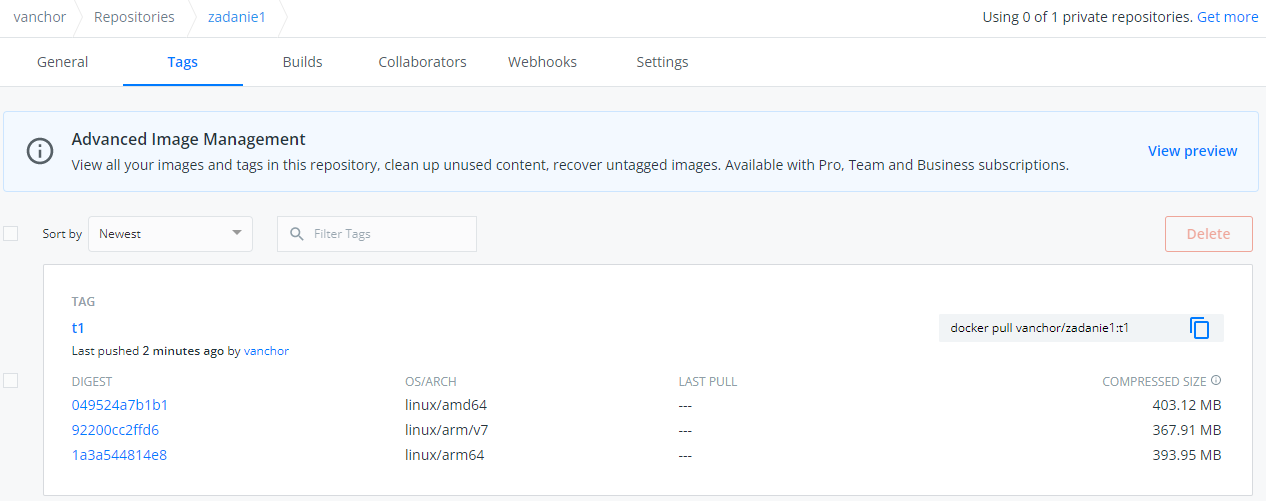 vanchor Repositories zadanie1 Using 0 of 1 private repositories. Get more
General Tags Builds Collaborators Webhooks Settings
Advanced Image Management
View all your images and tags in this repository, clean up unused content, recover untagged images. Available with Pro, Team and Business subscriptions.
View preview
Sort by Newest Filter Tags Delete
TAG
t1
docker pull vanchor/zadanie1:t1
Last pushed 2 minutes ago by vanchor
DIGEST OS/ARCH LAST PULL COMPRESSED SIZE
049524a7b1b1 linux/amd64 --- 403.12 MB
92200cc2ffd6 linux/arm/v7 --- 367.91 MB
1a3a544814e8 linux/arm64 --- 393.95 MB